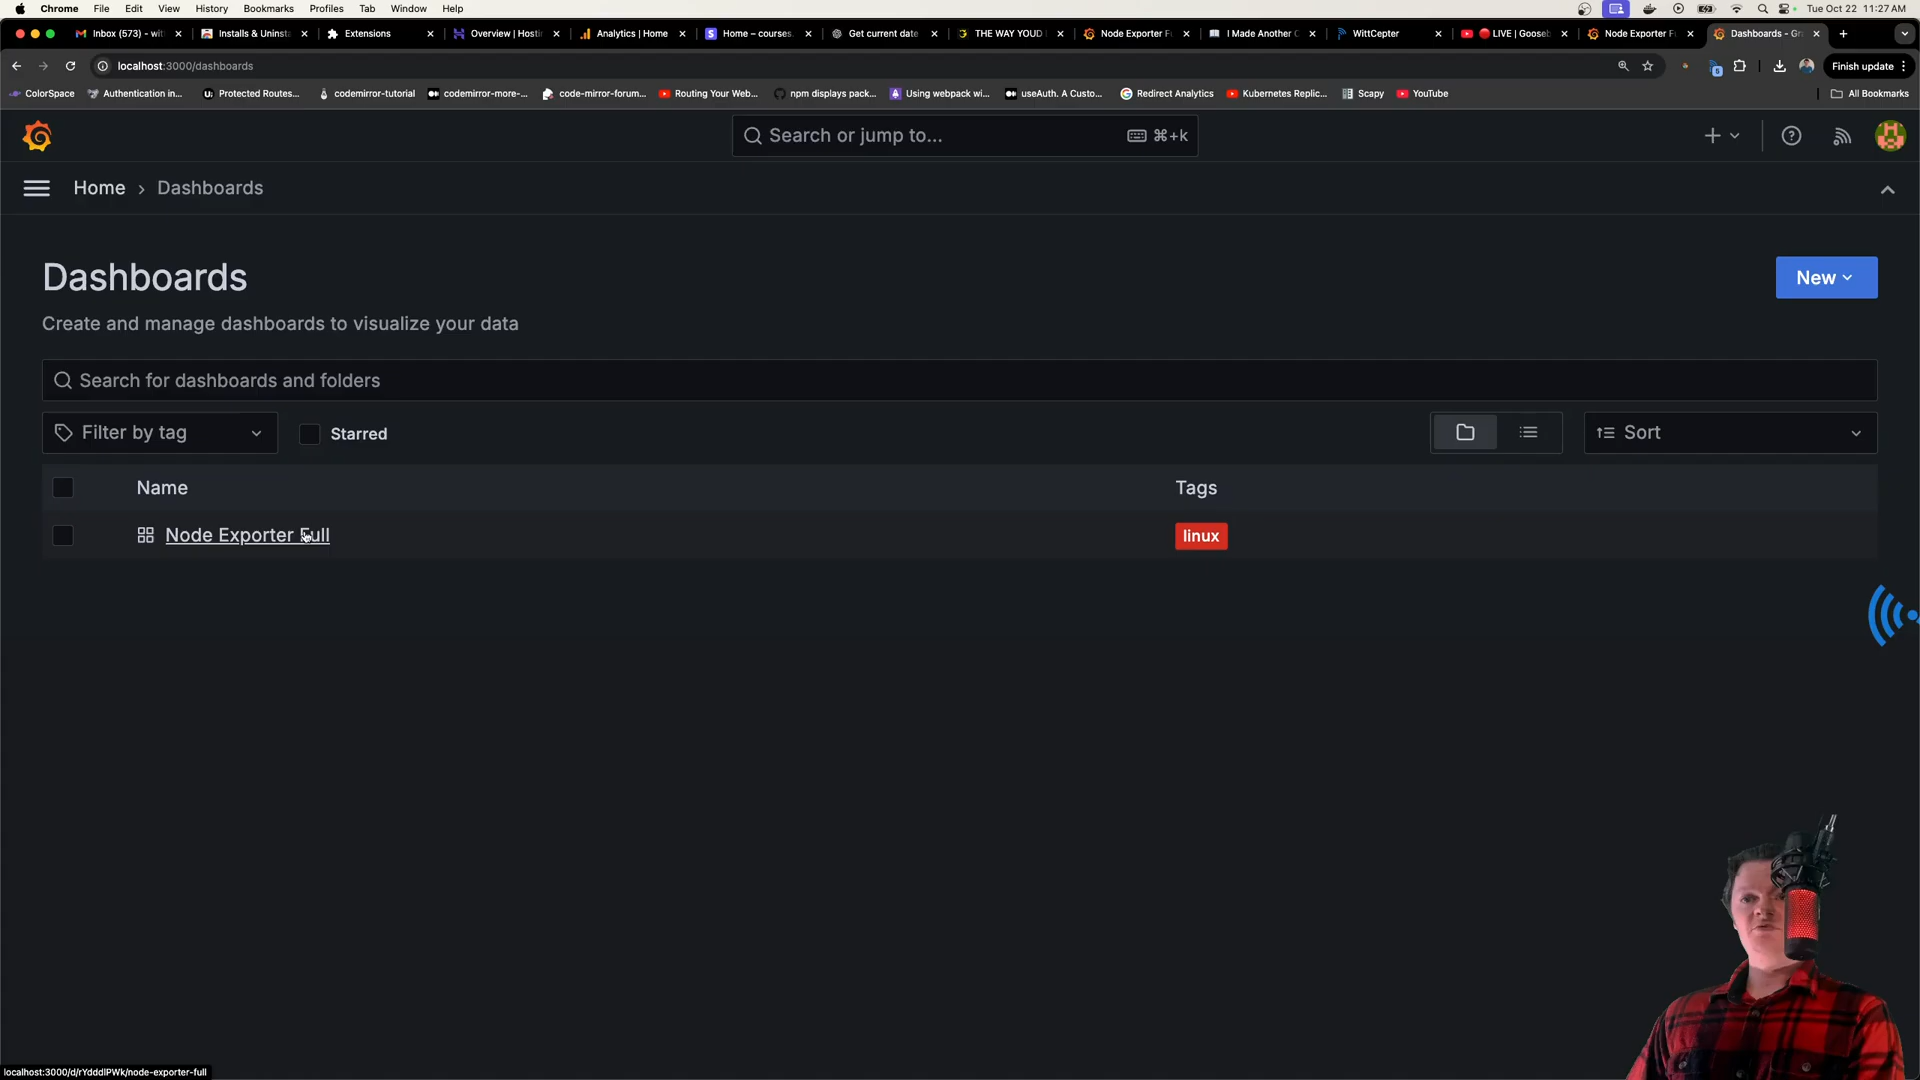 Chrome File Edit View History Bookmarks Profiles Tab Window Help Tue Oct 22 11:27 AM
Inbox (573) - wit Installs & Uninsta Extensions Overview | Hostin Analytics | Home Home – courses. Get current date THE WAY YOUD Node Exporter F I Made Another C WittCepter LIVE | Gooseb Node Exporter F Dashboards - Gr
localhost:3000/dashboards Finish update
ColorSpace Authentication in... Protected Routes... codemirror-tutorial codemirror-more-... code-mirror-forum... Routing Your Web... npm displays pack... Using webpack wi... useAuth. A Custo... Redirect Analytics Kubernetes Replic... Scapy YouTube All Bookmarks
Search or jump to... ⌘+k
Home › Dashboards
Dashboards
New
Create and manage dashboards to visualize your data
Search for dashboards and folders
Filter by tag Starred Sort
Name Tags
Node Exporter Full linux
localhost:3000/d/rYdddlPWk/node-exporter-full